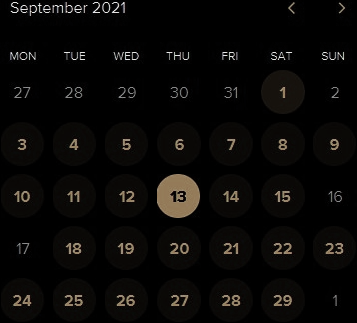 September 2021
MON TUE WED THU FRI SAT SUN
27 28 29 30 31 1 2
3 4 5 6 7 8 9
10 11 12 13 14 15 16
17 18 19 20 21 22 23
24 25 26 27 28 29 1